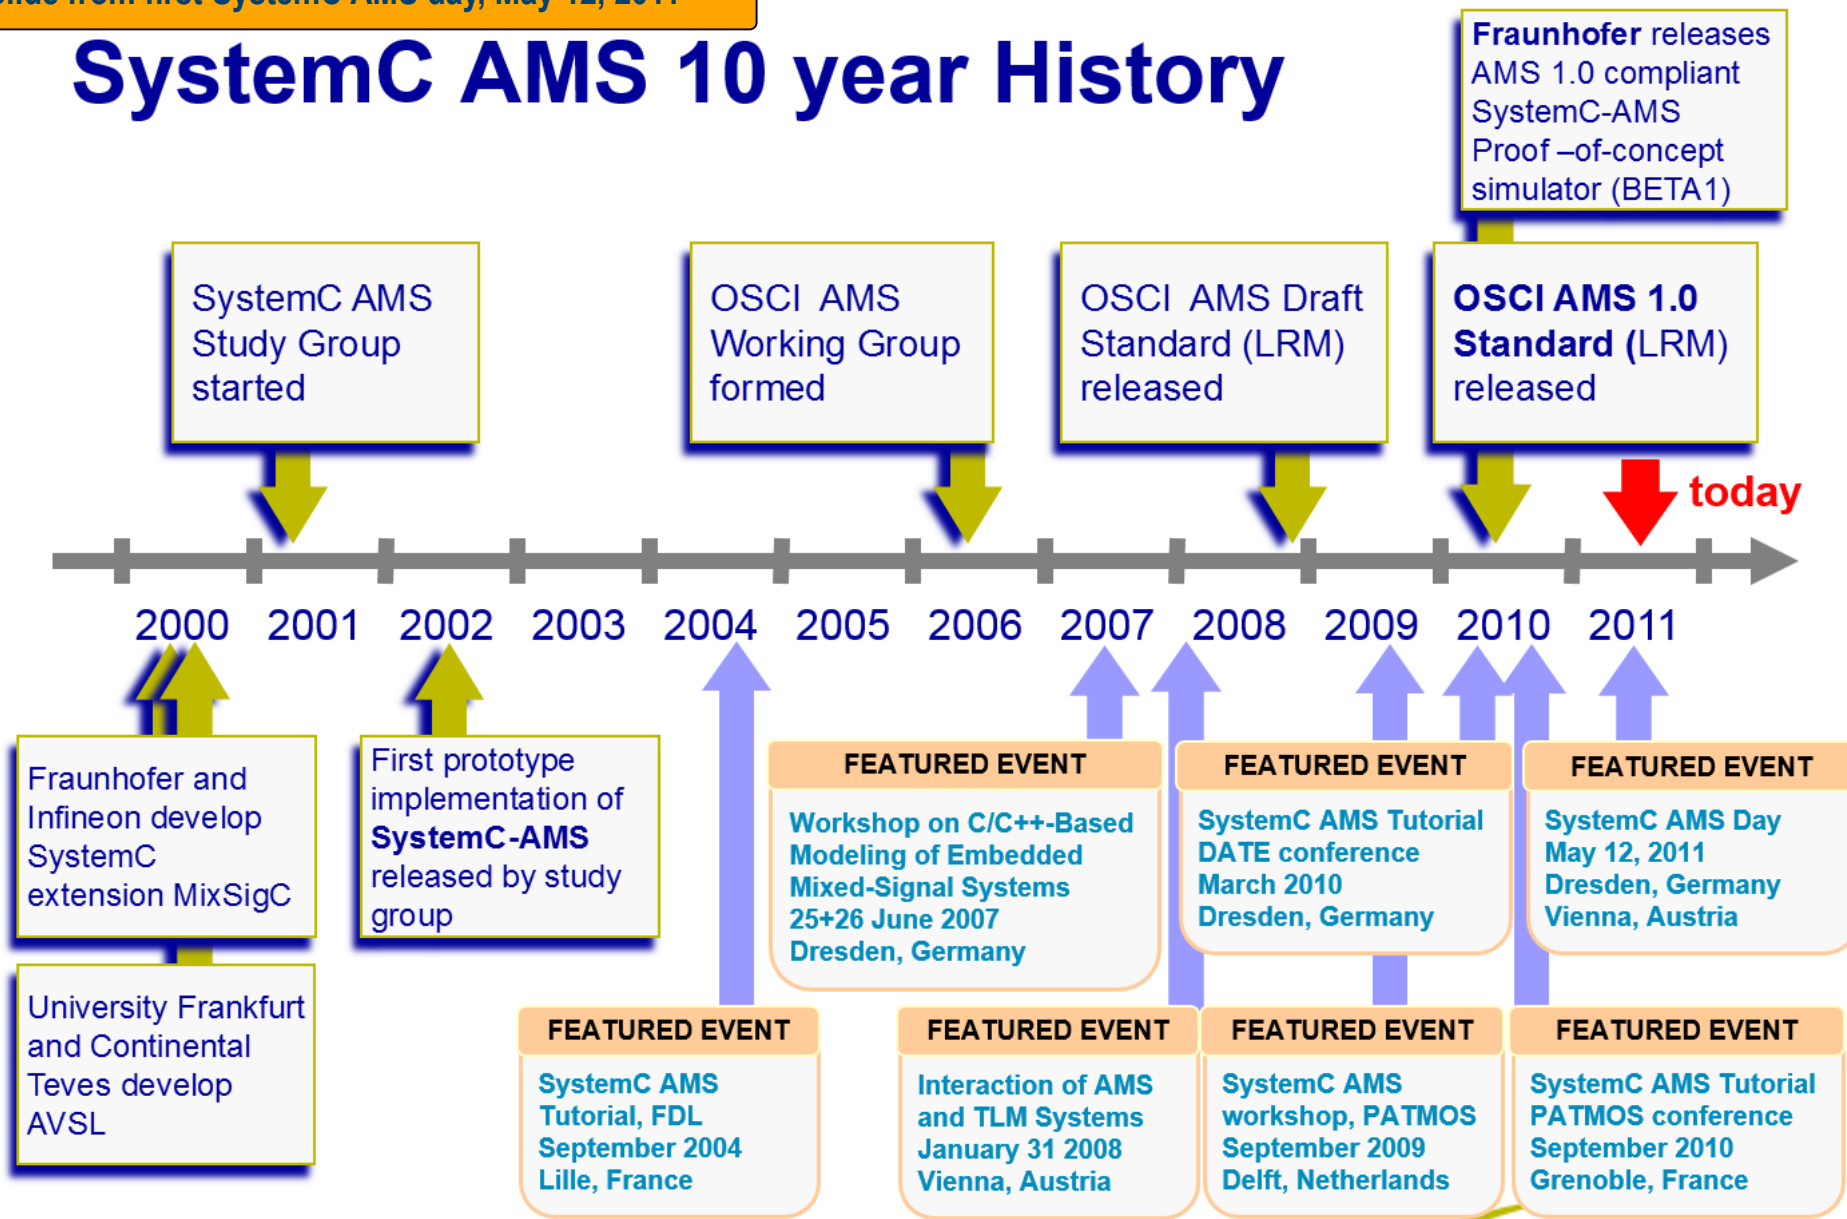 from first SystemC AMS day, May 12, 2011
SystemC AMS 10 year History
Fraunhofer releases
AMS 1.0 compliant
SystemC-AMS
Proof –of-concept
simulator (BETA1)
SystemC AMS
Study Group
started
OSCI AMS
Working Group
formed
OSCI AMS Draft
Standard (LRM)
released
OSCI AMS 1.0
Standard (LRM)
released
today
2000 2001 2002 2003 2004 2005 2006 2007 2008 2009 2010 2011
Fraunhofer and
Infineon develop
SystemC
extension MixSigC
First prototype
implementation of
SystemC-AMS
released by study
group
FEATURED EVENT
Workshop on C/C++-Based
Modeling of Embedded
Mixed-Signal Systems
25+26 June 2007
Dresden, Germany
FEATURED EVENT
SystemC AMS Tutorial
DATE conference
March 2010
Dresden, Germany
FEATURED EVENT
SystemC AMS Day
May 12, 2011
Dresden, Germany
Vienna, Austria
University Frankfurt
and Continental
Teves develop
AVSL
FEATURED EVENT
SystemC AMS
Tutorial, FDL
September 2004
Lille, France
FEATURED EVENT
Interaction of AMS
and TLM Systems
January 31 2008
Vienna, Austria
FEATURED EVENT
SystemC AMS
workshop, PATMOS
September 2009
Delft, Netherlands
FEATURED EVENT
SystemC AMS Tutorial
PATMOS conference
September 2010
Grenoble, France